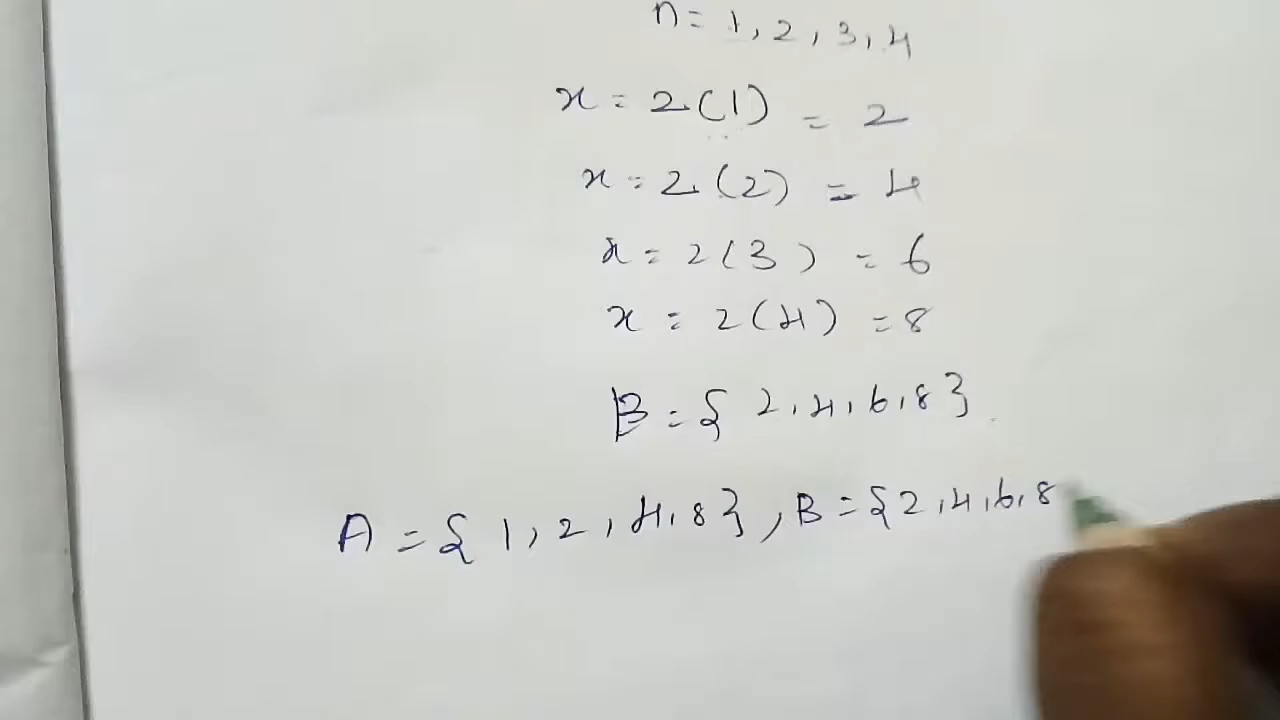 n = 1, 2, 3, 4
x = 2(1) = 2
x = 2(2) = 4
x = 2(3) = 6
x = 2(4) = 8
B = { 2, 4, 6, 8 }
A = { 1, 2, 4, 8 }, B = { 2, 4, 6, 8